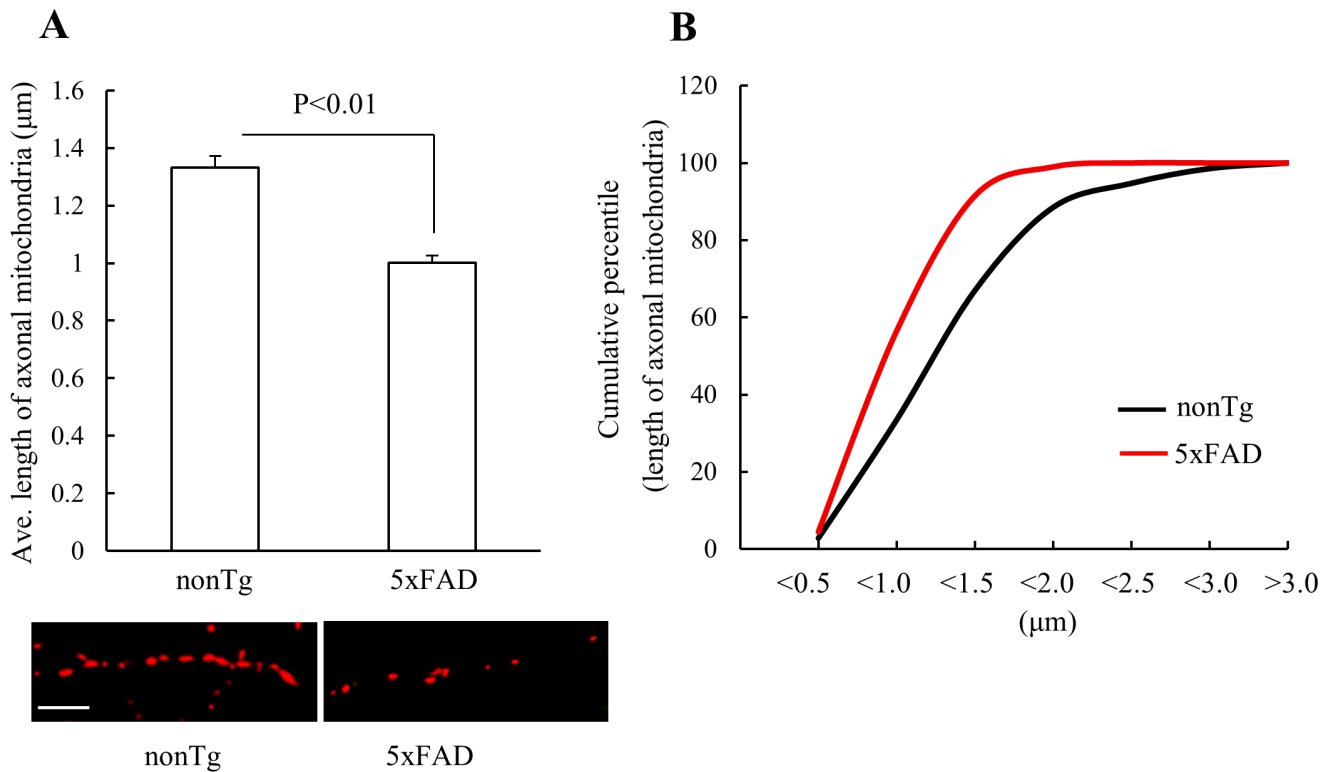 A
Ave. length of axonal mitochondria (μm)
1.6
1.4
1.2
1
0.8
0.6
0.4
0.2
0
P<0.01
nonTg 5xFAD
nonTg 5xFAD
B
Cumulative percentile
(length of axonal mitochondria)
120
100
80
60
40
20
0
nonTg
5xFAD
<0.5 <1.0 <1.5 <2.0 <2.5 <3.0 >3.0
(μm)